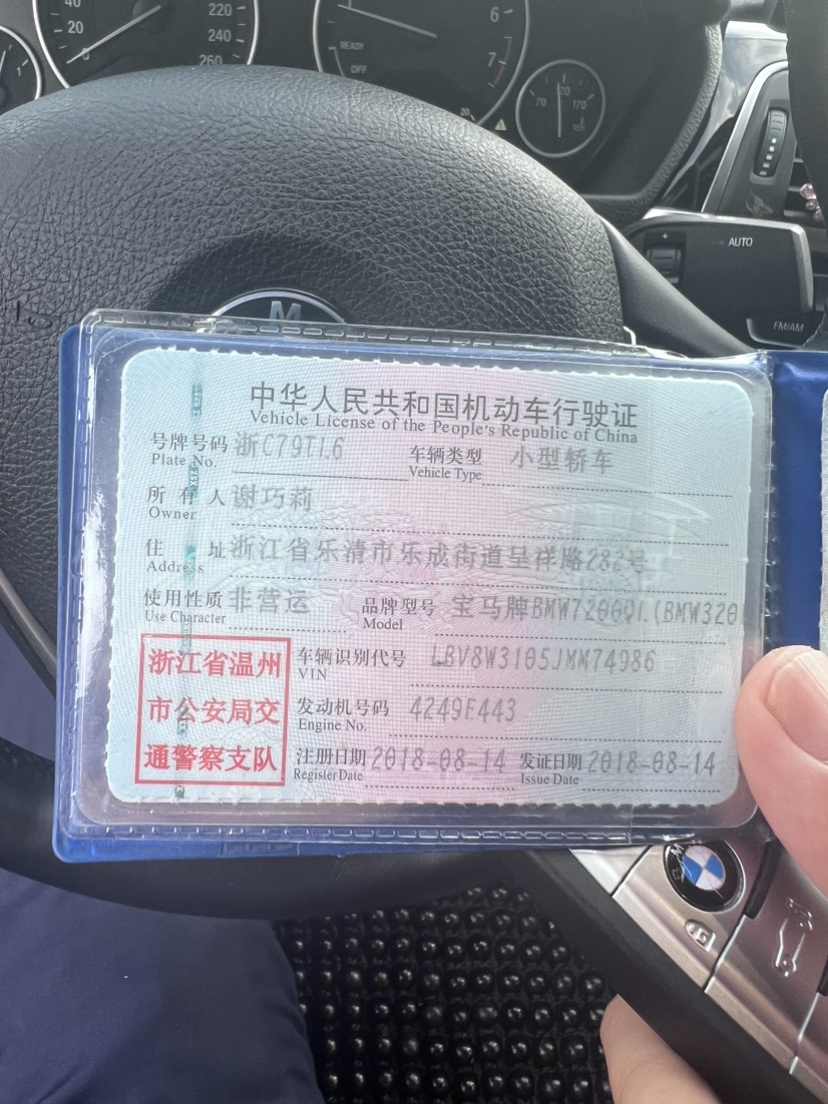 40
20
220
240
260
READY
OFF
6
7
70
120
170
AUTO
FM/AM
中华人民共和国机动车行驶证
Vehicle License of the People's Republic of China
号牌号码 浙C79TL6 车辆类型 小型轿车
Plate No. Vehicle Type
所有人 谢巧莉
Owner
住址 浙江省乐清市乐成街道呈祥路282号
Address
使用性质 非营运 品牌型号 宝马牌BMW7200QL(BMW320
Use Character Model
浙江省温州
市公安局交
通警察支队
车辆识别代号 LBV8W3105JMM74986
VIN
发动机号码 4249F443
Engine No.
注册日期 2018-08-14 发证日期 2018-08-14
Register Date Issue Date